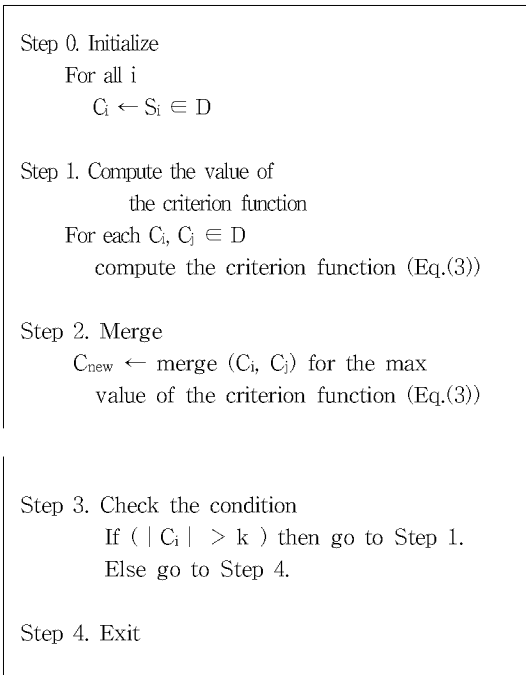 Step 0. Initialize
For all i
Cᵢ ← Sᵢ ∈ D
Step 1. Compute the value of
the criterion function
For each Cᵢ, Cⱼ ∈ D
compute the criterion function (Eq.(3))
Step 2. Merge
Cnew ← merge (Cᵢ, Cⱼ) for the max
value of the criterion function (Eq.(3))
Step 3. Check the condition
If ( | Cᵢ | > k ) then go to Step 1.
Else go to Step 4.
Step 4. Exit